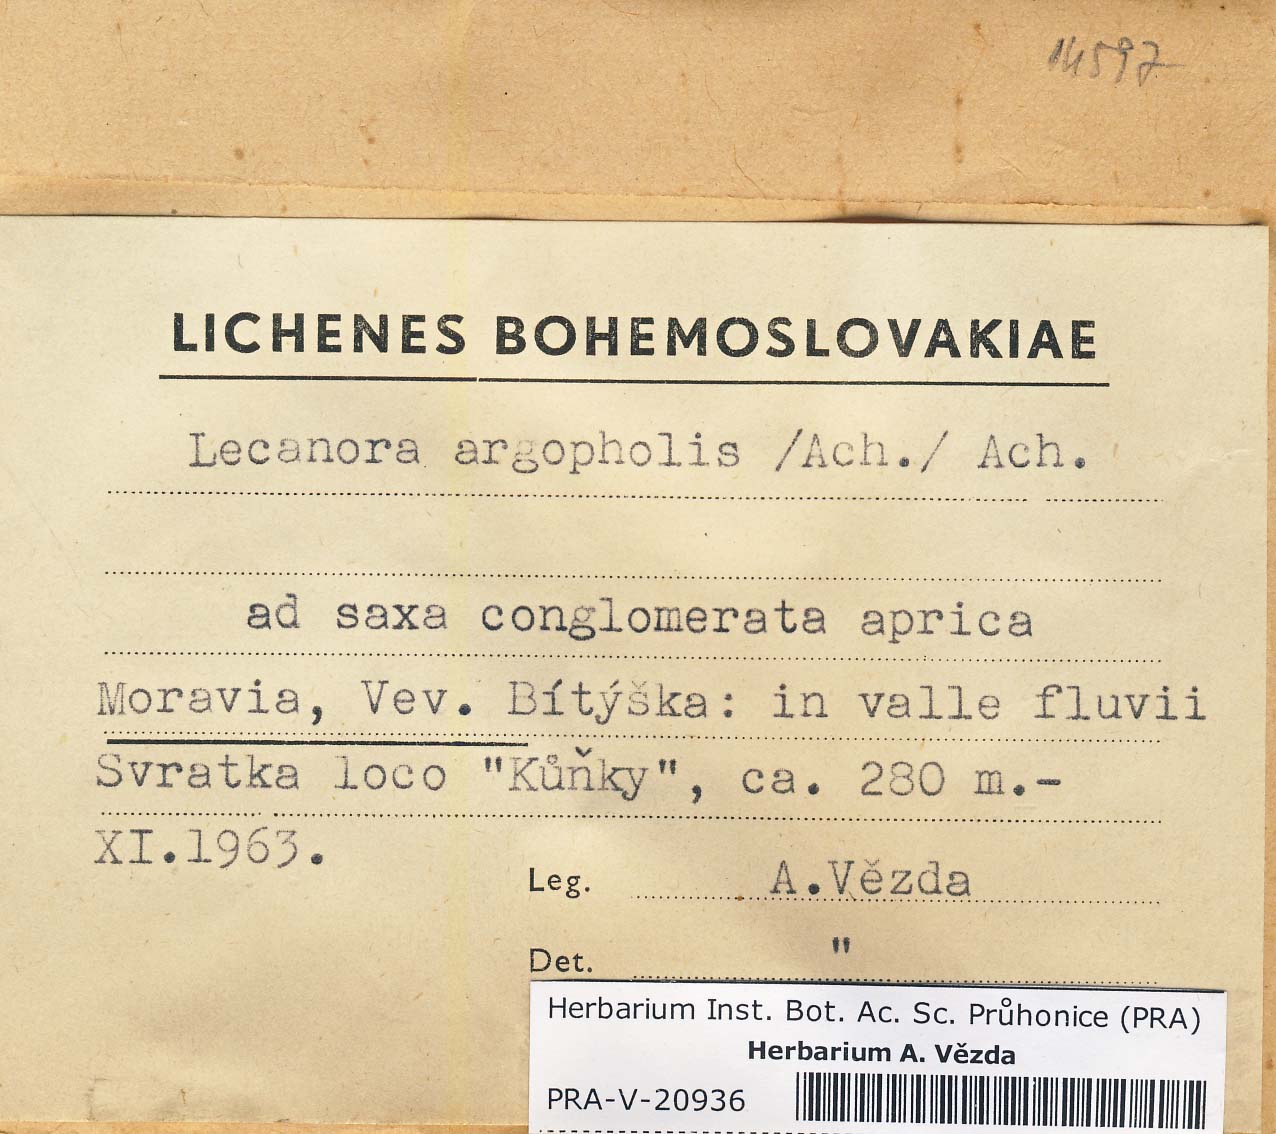 14597
LICHENES BOHEMOSLOVAKIAE
Lecanora argopholis /Ach./ Ach.
ad saxa conglomerata aprica
Moravia, Vev. Bítýška: in valle fluvii
Svratka loco "Kůňky", ca. 280 m.-
XI.1963.
Leg. A.Vězda
Det. "
Herbarium Inst. Bot. Ac. Sc. Průhonice (PRA)
Herbarium A. Vězda
PRA-V-20936